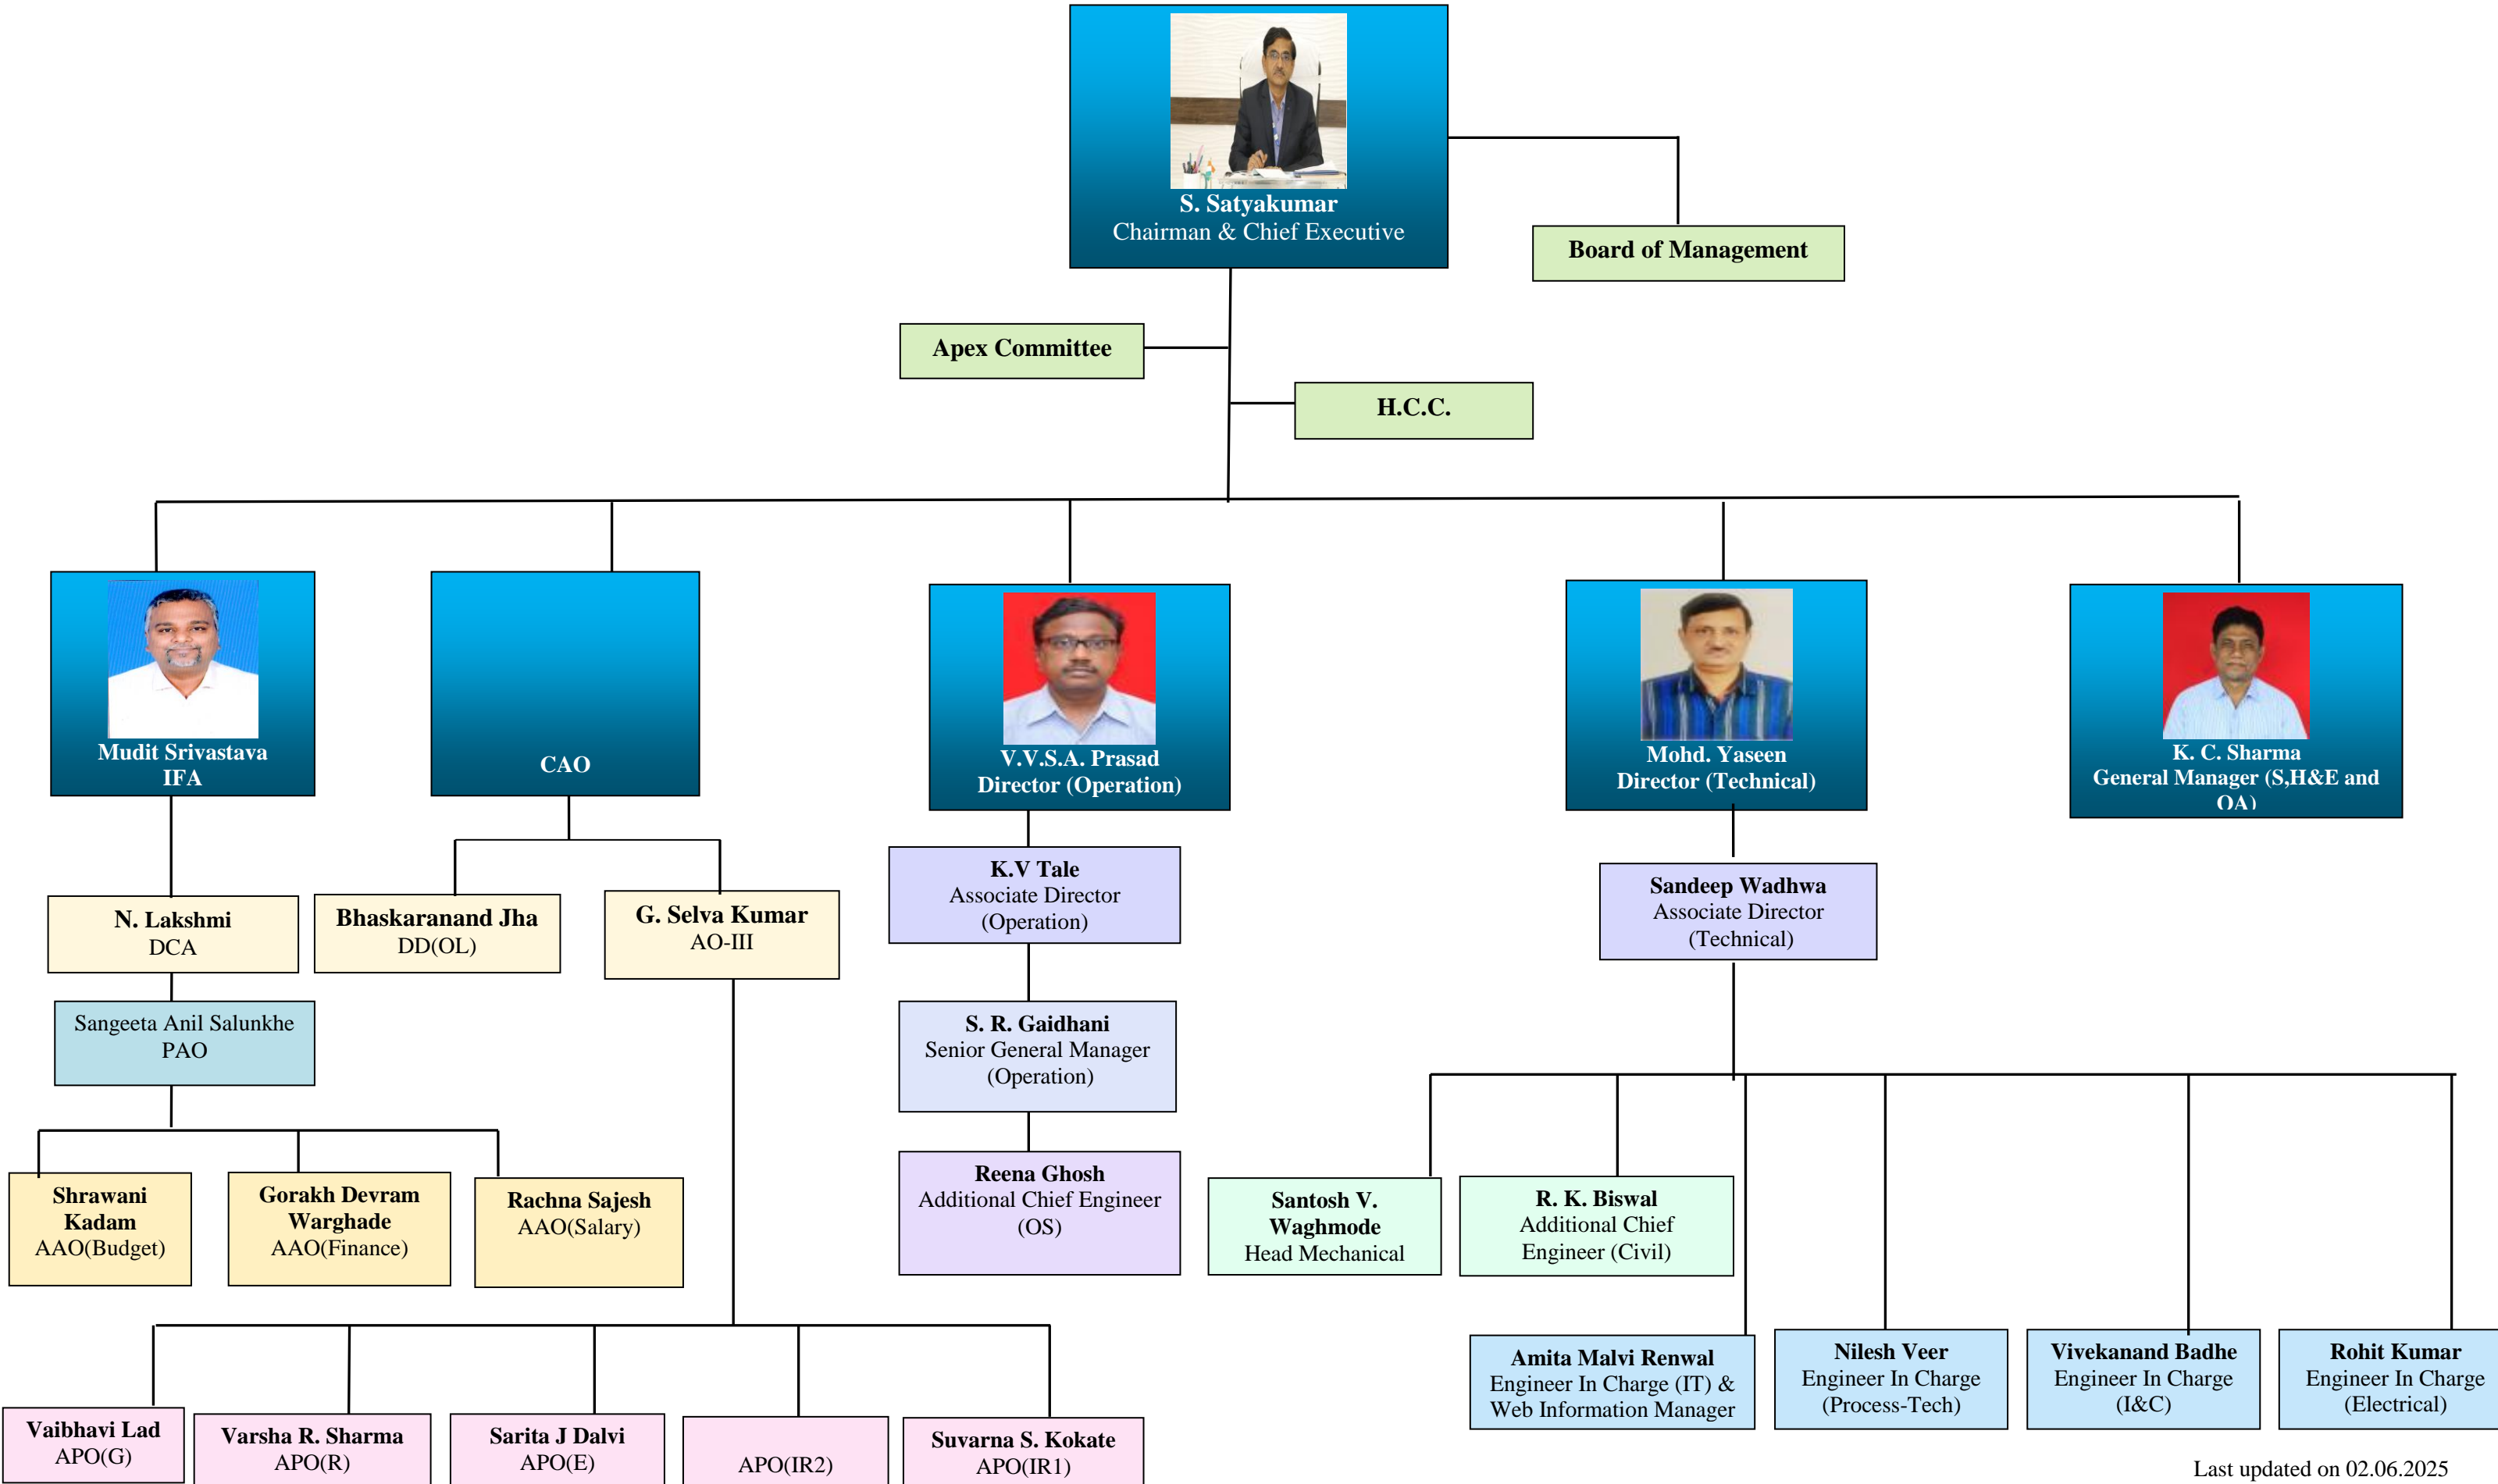 S. Satyakumar
Chairman & Chief Executive
Board of Management
Apex Committee
H.C.C.
Mudit Srivastava
IFA
CAO
V.V.S.A. Prasad
Director (Operation)
Mohd. Yaseen
Director (Technical)
K. C. Sharma
General Manager (S,H&E and
QA)
N. Lakshmi
DCA
Bhaskaranand Jha
DD(OL)
G. Selva Kumar
AO-III
K.V Tale
Associate Director
(Operation)
Sandeep Wadhwa
Associate Director
(Technical)
Sangeeta Anil Salunkhe
PAO
S. R. Gaidhani
Senior General Manager
(Operation)
Shrawani
Kadam
AAO(Budget)
Gorakh Devram
Warghade
AAO(Finance)
Rachna Sajesh
AAO(Salary)
Reena Ghosh
Additional Chief Engineer
(OS)
Santosh V.
Waghmode
Head Mechanical
R. K. Biswal
Additional Chief
Engineer (Civil)
Amita Malvi Renwal
Engineer In Charge (IT) &
Web Information Manager
Nilesh Veer
Engineer In Charge
(Process-Tech)
Vivekanand Badhe
Engineer In Charge
(I&C)
Rohit Kumar
Engineer In Charge
(Electrical)
Vaibhavi Lad
APO(G)
Varsha R. Sharma
APO(R)
Sarita J Dalvi
APO(E)
APO(IR2)
Suvarna S. Kokate
APO(IR1)
Last updated on 02.06.2025